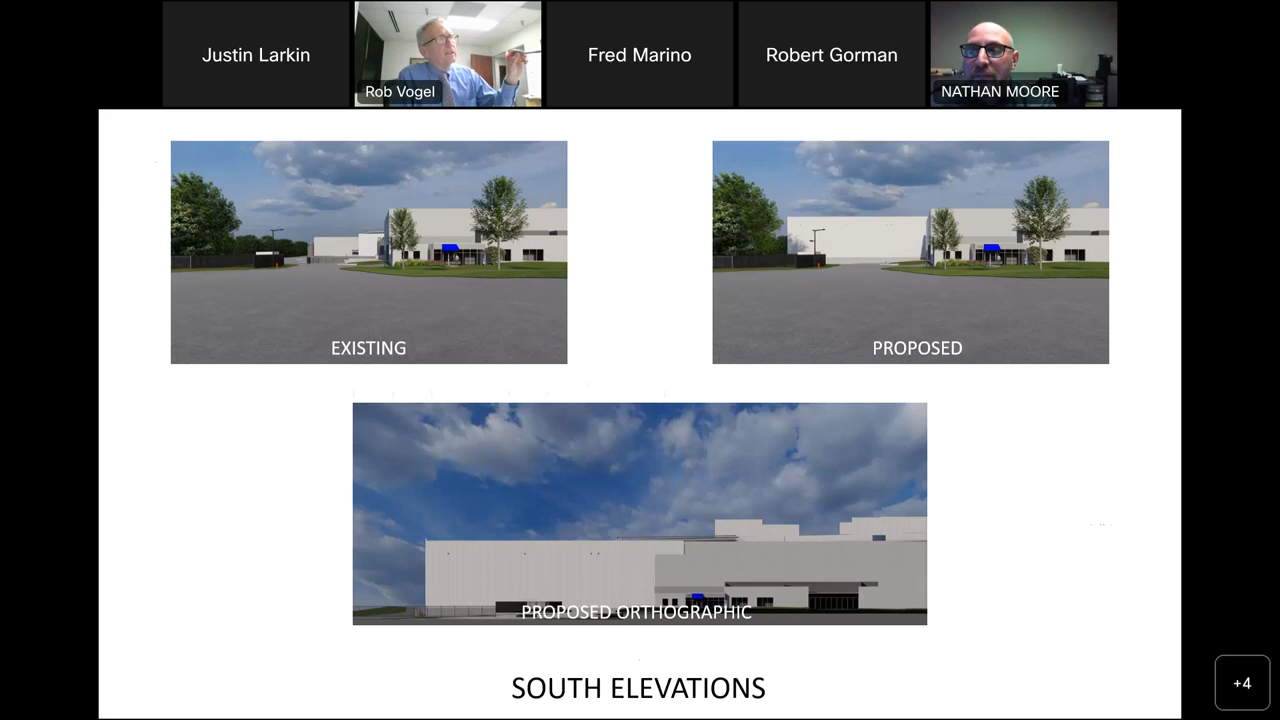 Justin Larkin
Rob Vogel
Fred Marino
Robert Gorman
NATHAN MOORE
EXISTING
PROPOSED
PROPOSED ORTHOGRAPHIC
SOUTH ELEVATIONS
+4